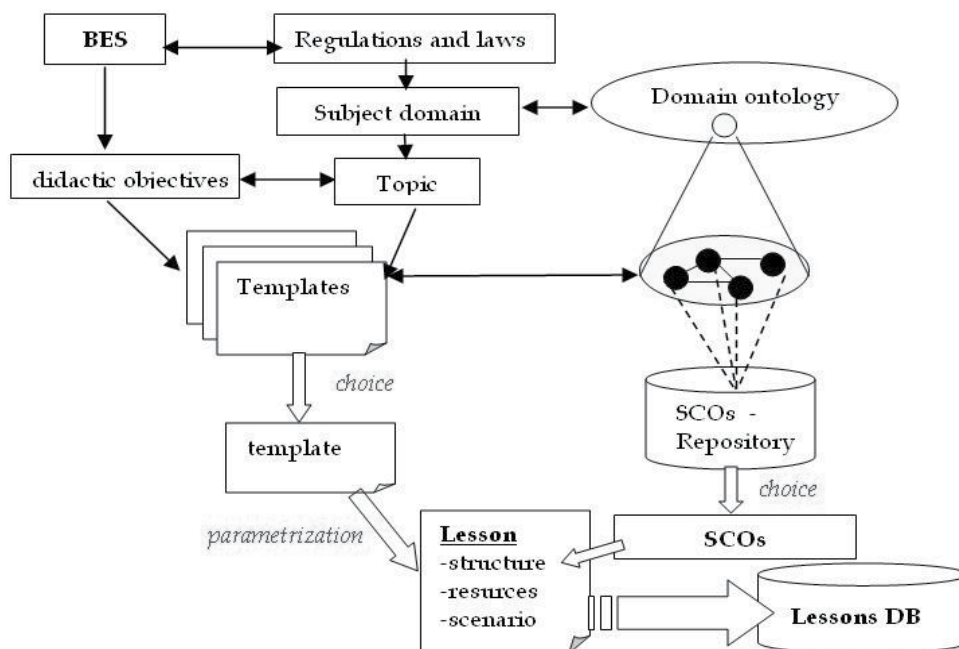 BES
Regulations and laws
Domain ontology
Subject domain
didactic objectives
Topic
Templates
choice
SCOs -
Repository
template
choice
parametrization
Lesson
-structure
-resurces
-scenario
SCOs
Lessons DB